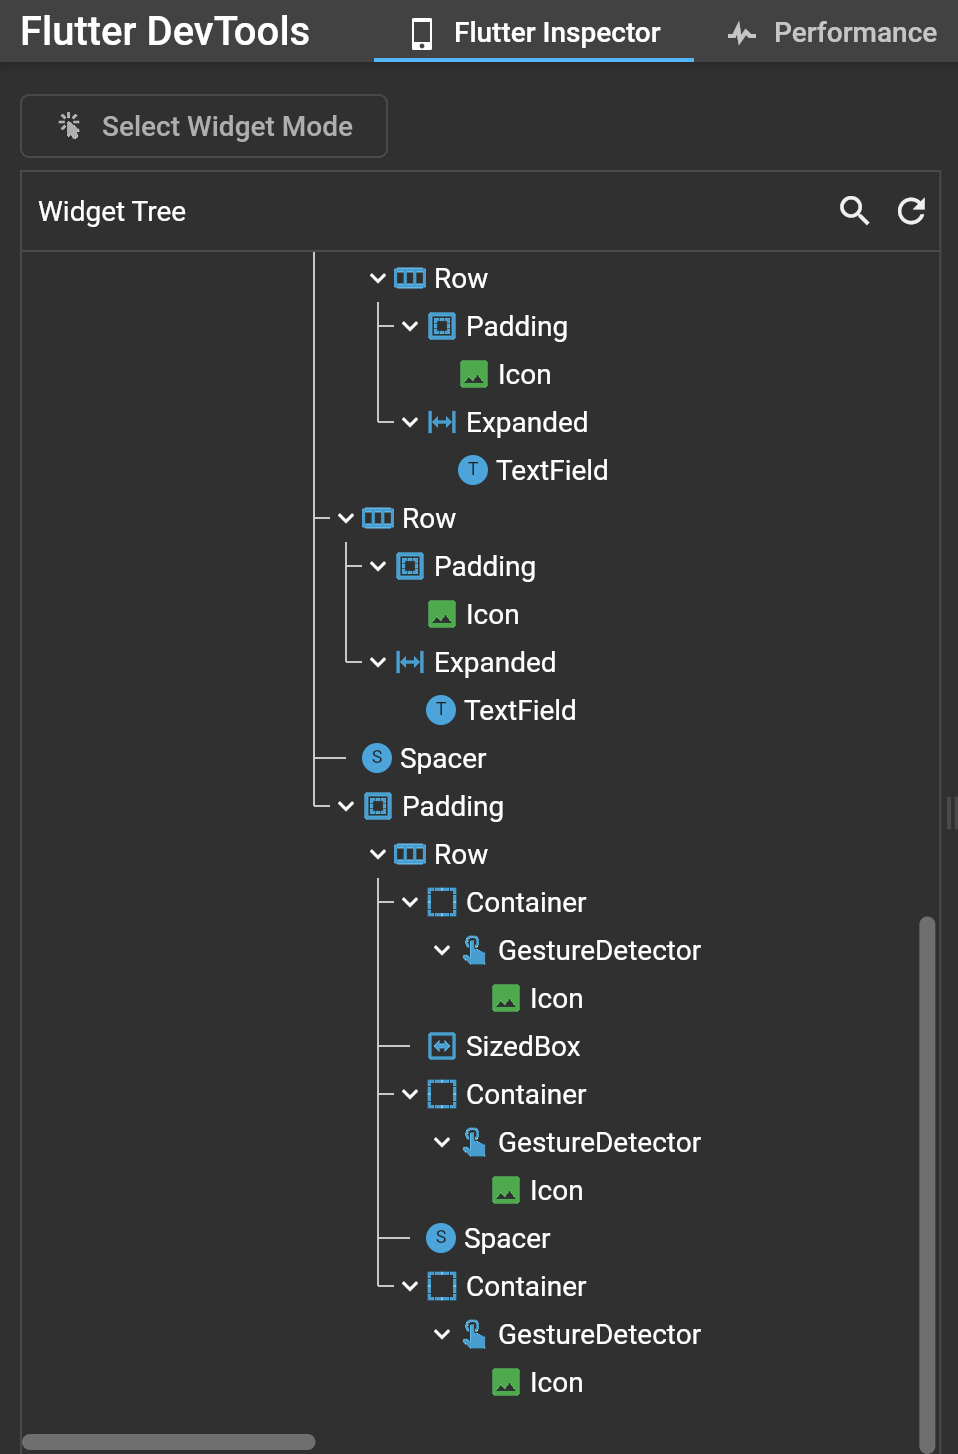 Flutter DevTools Flutter Inspector Performance
Select Widget Mode
Widget Tree
Row
Padding
Icon
Expanded
T TextField
Row
Padding
Icon
Expanded
T TextField
S Spacer
Padding
Row
Container
GestureDetector
Icon
SizedBox
Container
GestureDetector
Icon
S Spacer
Container
GestureDetector
Icon